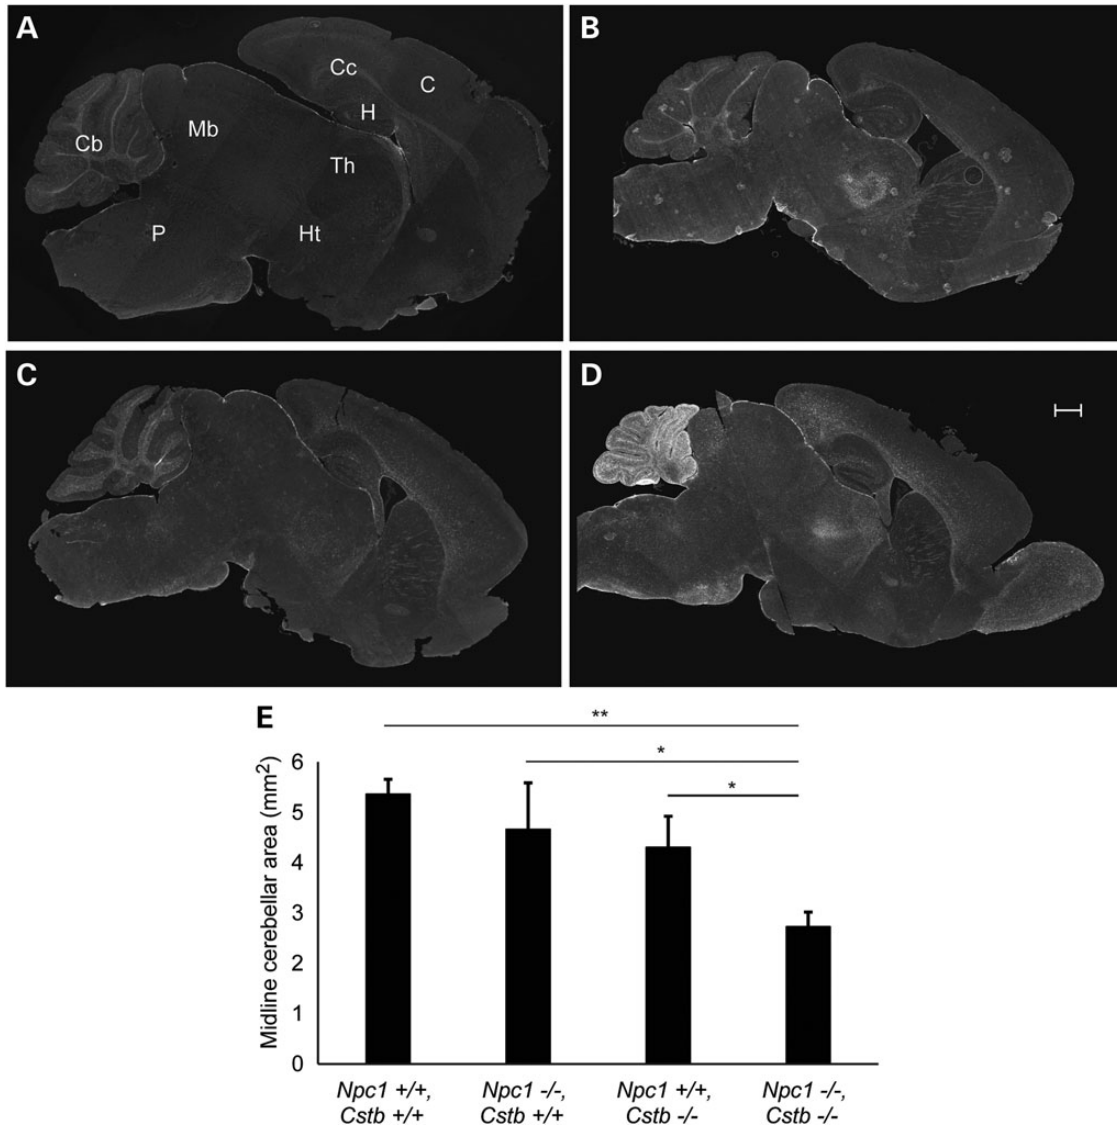 A
B
Cc
C
H
Cb
Mb
Th
P
Ht
C
D
E
**
*
*
6
5
4
3
2
1
0
Midline cerebellar area (mm²)
Npc1 +/+,
Cstb +/+
Npc1 -/-,
Cstb +/+
Npc1 +/+,
Cstb -/-
Npc1 -/-,
Cstb -/-